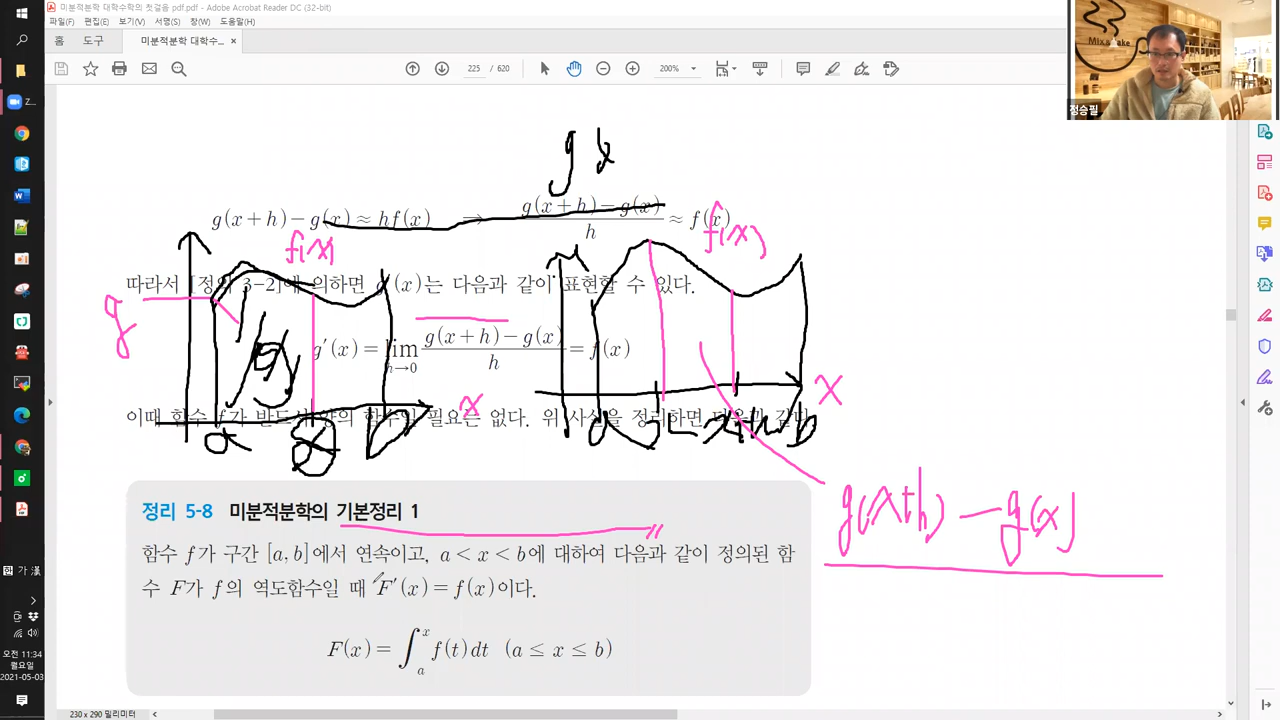 미분적분학 대학수학의 첫걸음 pdf.pdf - Adobe Acrobat Reader DC (32-bit)
파일(F) 편집(E) 보기(V) 서명(S) 창(W) 도움말(H)
홈 도구 미분적분학 대학수... ×
225 / 620 200%
Mix & Bake
정승필
Z...
g x
g(x+h)−g(x)≈hf(x) ⇒ g(x+h)−g(x) / h ≈ f(x)
f(x) f(x)
따라서 [정의 3-2]에 의하면 g′(x)는 다음과 같이 표현할 수 있다.
g
g′(x) = lim h→0 g(x+h)−g(x) / h = f(x)
g
x x
이때 함수 f가 반드시 양의 함수일 필요는 없다. 위 사실을 정리하면 다음과 같다.
a x b a x+h b
g(x+h) − g(x)
정리 5-8 미분적분학의 기본정리 1
함수 f가 구간 [a, b]에서 연속이고, a < x < b에 대하여 다음과 같이 정의된 함
수 F가 f의 역도함수일 때 F′(x) = f(x)이다.
F(x) = ∫ₐˣ f(t)dt (a ≤ x ≤ b)
한 가 漢
오전 11:34
월요일
2021-05-03
230 x 290 밀리미터